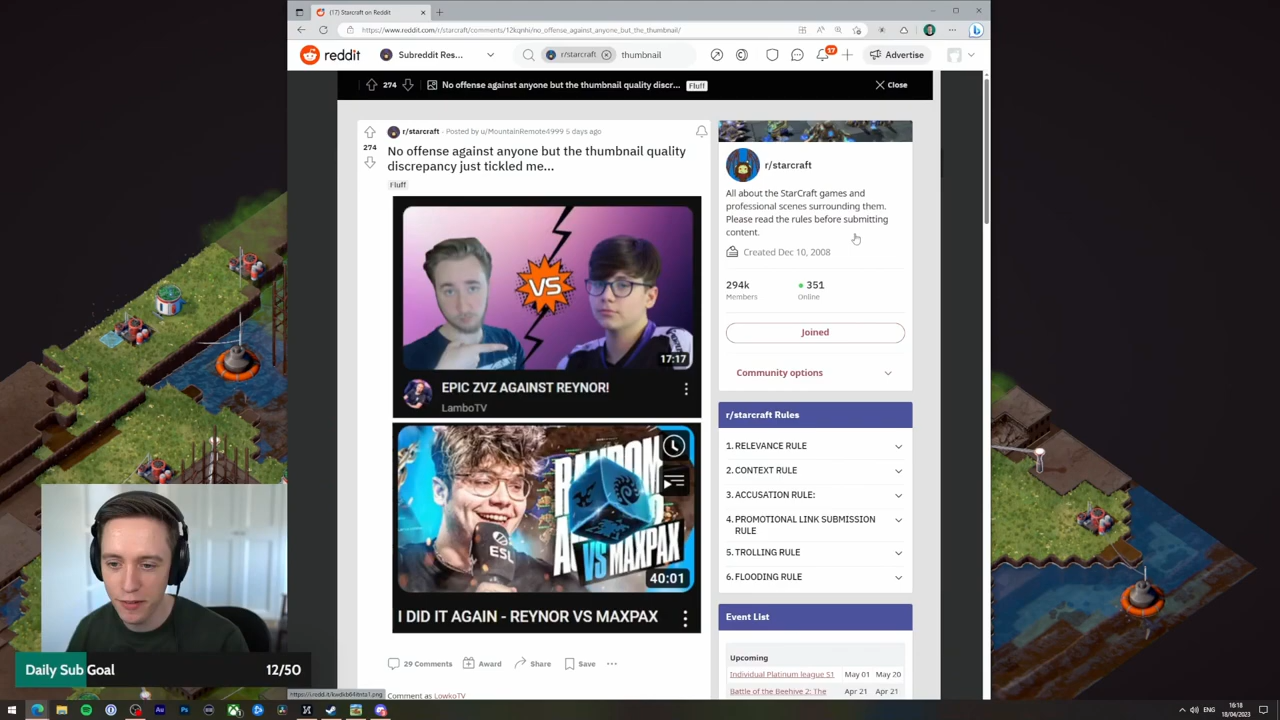 (17) Starcraft on Reddit
https://www.reddit.com/r/starcraft/comments/12kqnhi/no_offense_against_anyone_but_the_thumbnail/
reddit
Subreddit Res...
r/starcraft
thumbnail
17
Advertise
274
No offense against anyone but the thumbnail quality discr...
Fluff
Close
r/starcraft · Posted by u/MountainRemote4999 5 days ago
274
No offense against anyone but the thumbnail quality
discrepancy just tickled me...
Fluff
VS
17:17
EPIC ZVZ AGAINST REYNOR!
LamboTV
ESL
RANDOM
VS MAXPAX
40:01
I DID IT AGAIN - REYNOR VS MAXPAX
29 Comments
Award
Share
Save
Comment as LowkoTV
r/starcraft
All about the StarCraft games and
professional scenes surrounding them.
Please read the rules before submitting
content.
Created Dec 10, 2008
294k
Members
351
Online
Joined
Community options
r/starcraft Rules
1. RELEVANCE RULE
2. CONTEXT RULE
3. ACCUSATION RULE:
4. PROMOTIONAL LINK SUBMISSION
RULE
5. TROLLING RULE
6. FLOODING RULE
Event List
Upcoming
Individual Platinum league S1
May 01
May 20
Battle of the Beehive 2: The
Apr 21
Apr 21
Daily Sub Goal
12/50
ENG
16:18
18/04/2023